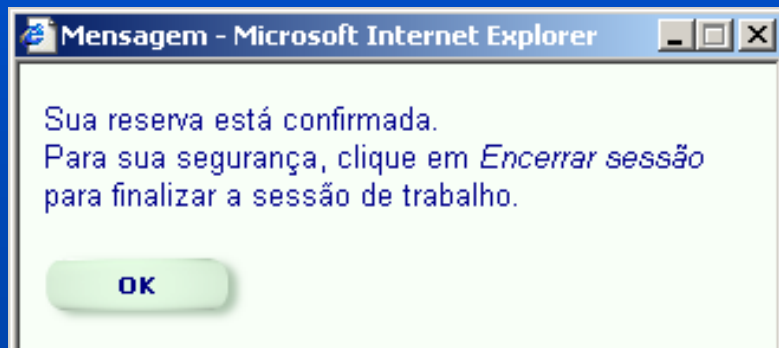 Mensagem - Microsoft Internet Explorer
Sua reserva está confirmada.
Para sua segurança, clique em Encerrar sessão
para finalizar a sessão de trabalho.
OK